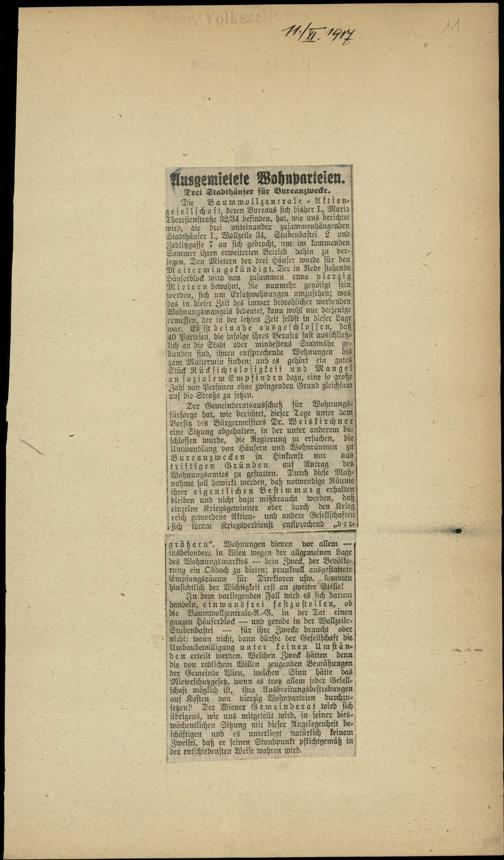 Volkszei
11/VI. 1917
11
Ausgemietete Wohnparteien.
Drei Stadthäuser für Bureauzwecke.
Die Baumwollzentrale-Aktien-
gesellschaft, deren Bureaus sich bisher I., Maria
Theresienstraße 32/34 befinden, hat, wie uns berichtet
wird, die drei miteinander zusammenhängenden
Stadthäuser I., Wollzeile 34, Stubenbastei 2 und
Zedlitzgasse 7 an sich gebracht, um im kommenden
Sommer ihren erweiterten Betrieb dahin zu ver-
legen. Den Mietern der drei Häuser wurde für den
Maitermin gekündigt. Der in Rede stehende
Häuserblock wird von zusammen etwa vierzig
Mietern bewohnt, die nunmehr genötigt sein
werden, sich um Ersatzwohnungen umzusehen; was
das in dieser Zeit des immer bedrohlicher werdenden
Wohnungsmangels bedeutet, kann wohl nur derjenige
ermessen, der in der letzten Zeit selbst in dieser Lage
war. Es ist beinahe ausgeschlossen, daß
40 Parteien, die infolge ihres Berufes fast ausschließ-
lich an die Stadt oder mindestens Stadtnähe ge-
bunden sind, ihnen entsprechende Wohnungen bis
zum Maitermin finden; und es gehört ein gutes
Stück Rücksichtslosigkeit und Mangel
an sozialem Empfinden dazu, eine so große
Zahl von Personen ohne zwingenden Grund gleichsam
auf die Straße zu setzen.
Der Gemeinderatsausschuß für Wohnungs-
fürsorge hat, wie berichtet, dieser Tage unter dem
Vorsitz des Bürgermeisters Dr. Weiskirchner
eine Sitzung abgehalten, in der unter anderem be-
schlossen wurde, die Regierung zu ersuchen, die
Umwandlung von Häusern und Wohnräumen zu
Bureauzwecken in Hinkunft nur aus
triftigen Gründen auf Antrag des
Wohnungsamtes zu gestatten. Durch diese Maß-
nahme soll bewirkt werden, daß notwendige Räume
ihrer eigentlichen Bestimmung erhalten
bleiben und nicht dazu mißbraucht werden, daß
einzelne Kriegsgewinner oder durch den Krieg
reich gewordene Aktien- und andere Gesellschaften
sich ihrem Kriegsverdienst entsprechend „ver-
größern“. Wohnungen dienen vor allem —
insbesondere in Wien wegen der allgemeinen Lage
des Wohnungsmarktes — dem Zweck, der Bevölke-
rung ein Obdach zu bieten; prunkvoll ausgestattete
Empfangsräume für Direktoren usw. kommen
hinsichtlich der Wichtigkeit erst an zweiter Stelle!
In dem vorliegenden Fall wird es sich darum
handeln, einwandfrei festzustellen, ob
die Baumwollzentrale-A.-G. in der Tat einen
ganzen Häuserblock — und gerade in der Wollzeile-
Stubenbastei — für ihre Zwecke braucht oder
nicht; wenn nicht, dann dürfte der Gesellschaft die
Umbaubewilligung unter keinen Umstän-
den erteilt werden. Welchen Zweck hätten denn
die von redlichem Willen zeugenden Bemühungen
der Gemeinde Wien, welchen Sinn hätte das
Mieterschutzgesetz, wenn es trotz allem jeder Gesell-
schaft möglich ist, ihre Ausbreitungsbestrebungen
auf Kosten von vierzig Wohnparteien durchzu-
setzen? Der Wiener Gemeinderat wird sich
übrigens, wie uns mitgeteilt wird, in seiner dies-
wöchentlichen Sitzung mit dieser Angelegenheit be-
schäftigen und es unterliegt natürlich keinem
Zweifel, daß er seinen Standpunkt pflichtgemäß in
der entschiedensten Weise wahren wird.